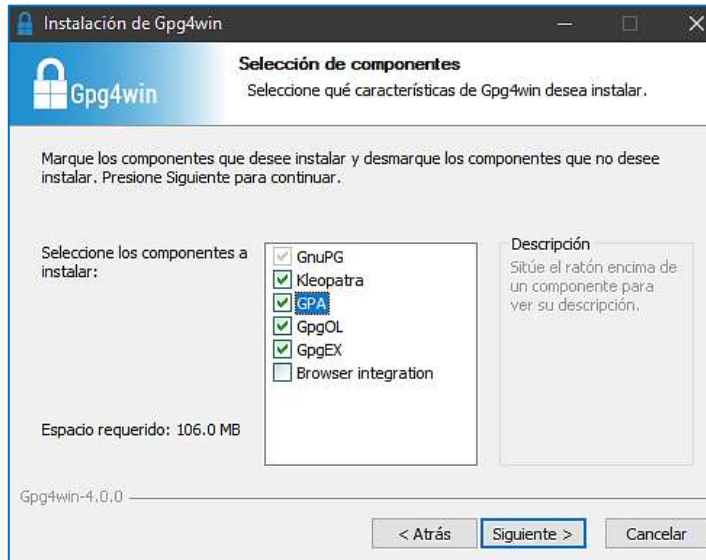 Instalación de Gpg4win
Selección de componentes
Seleccione qué características de Gpg4win desea instalar.
Gpg4win
Marque los componentes que desee instalar y desmarque los componentes que no desee
instalar. Presione Siguiente para continuar.
Seleccione los componentes a
instalar:
GnuPG
Kleopatra
GPA
GpgOL
GpgEX
Browser integration
Descripción
Sitúe el ratón encima de
un componente para
ver su descripción.
Espacio requerido: 106.0 MB
Gpg4win-4.0.0
< Atrás
Siguiente >
Cancelar